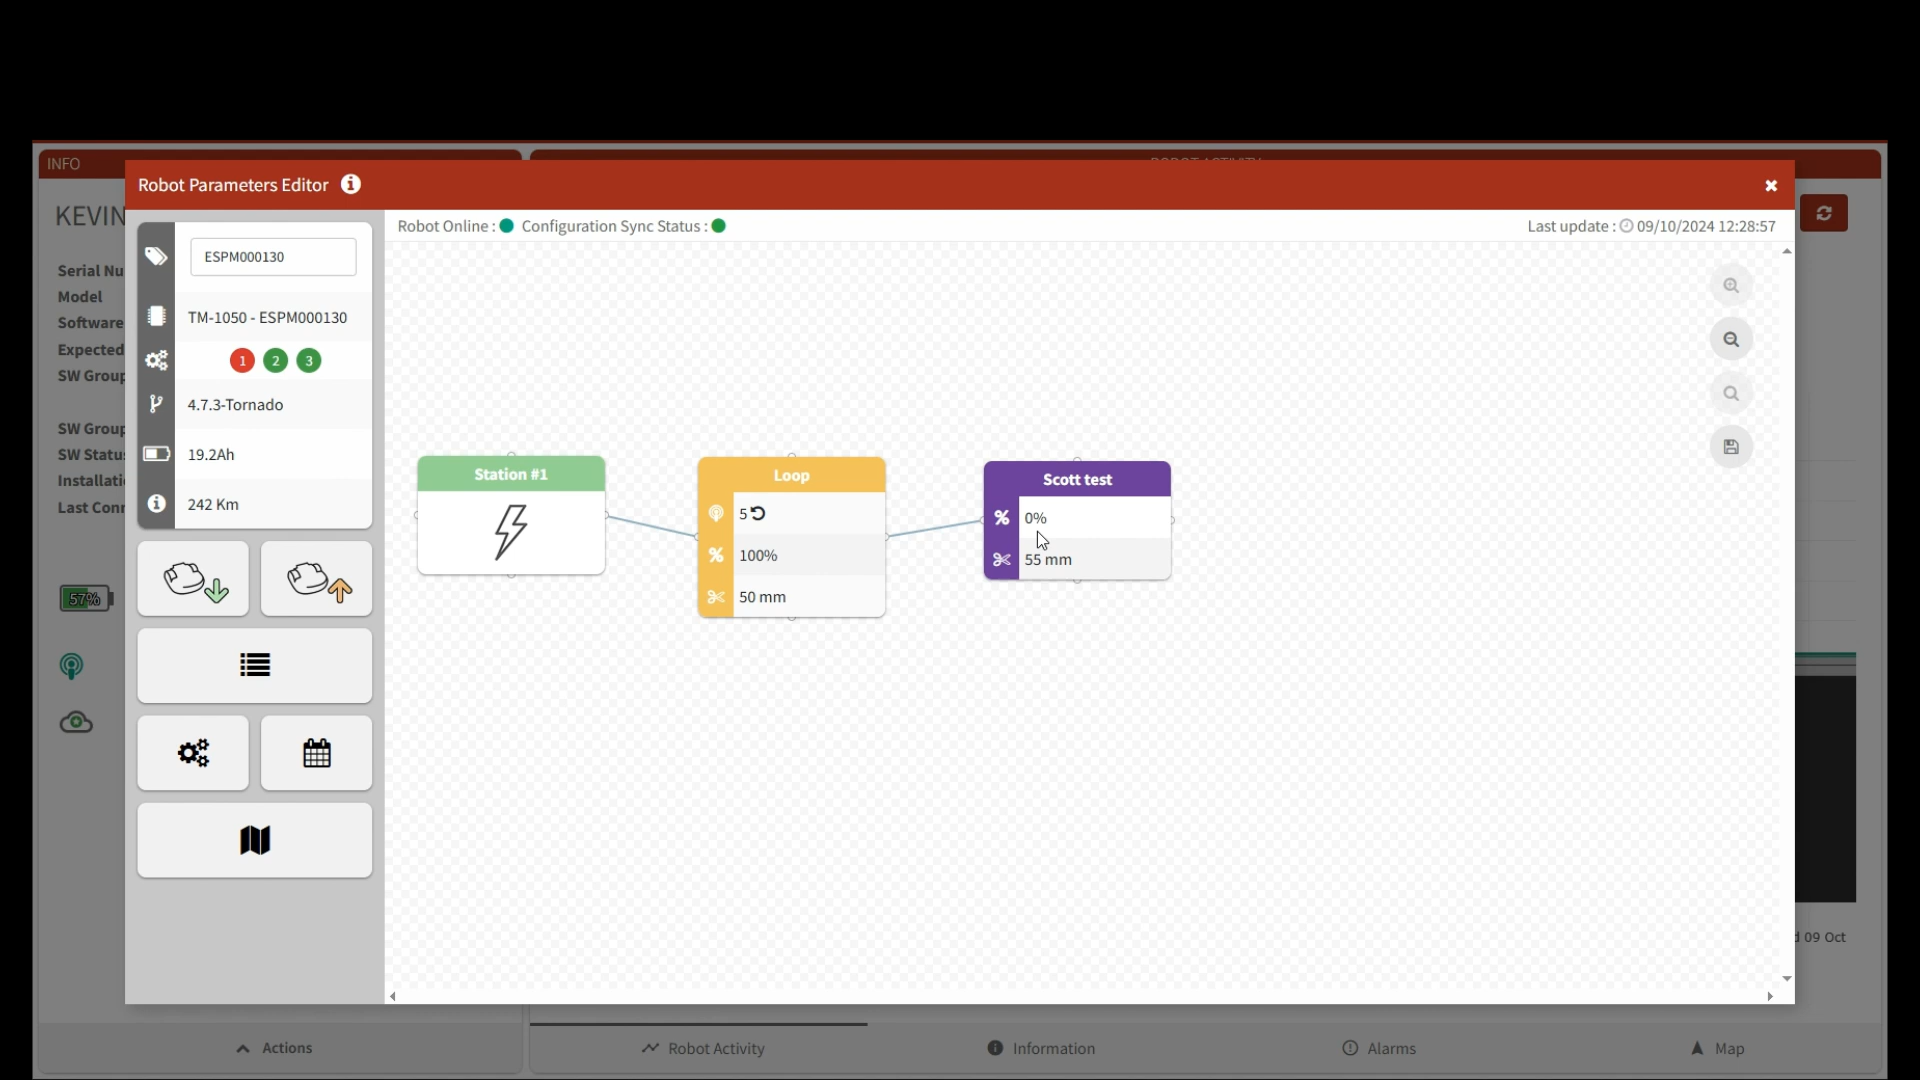 INFO
Robot Parameters Editor
KEVIN
Serial Nu
Model
Software
Expected
SW Group
SW Group
SW Status
Installati
Last Conn
57%
ESPM000130
TM-1050 - ESPM000130
1 2 3
4.7.3-Tornado
19.2Ah
242 Km
Robot Online : Configuration Sync Status :
Last update : 09/10/2024 12:28:57
Station #1
Loop
5
100%
50 mm
Scott test
0%
55 mm
d 09 Oct
Actions
Robot Activity
Information
Alarms
Map